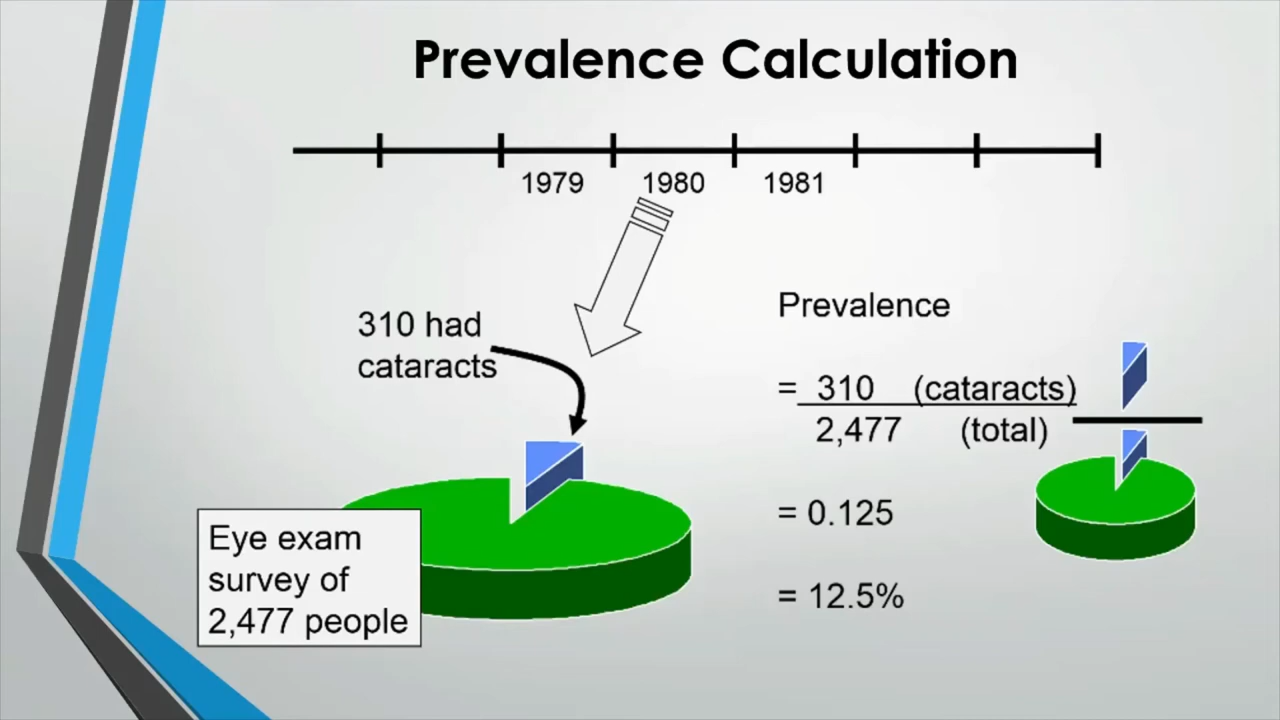 Prevalence Calculation
1979 1980 1981
310 had
cataracts
Eye exam
survey of
2,477 people
Prevalence
= 310 (cataracts)
2,477 (total)
= 0.125
= 12.5%